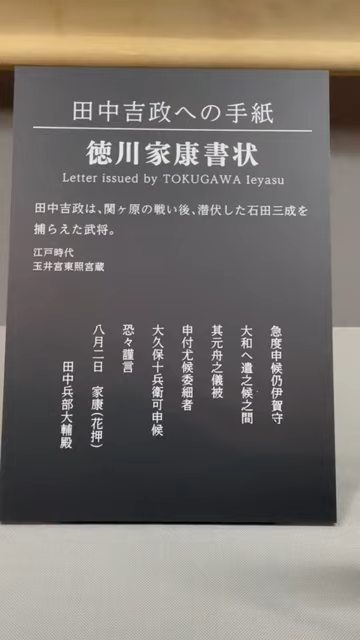 田中吉政への手紙
徳川家康書状
Letter issued by TOKUGAWA Ieyasu
田中吉政は、関ヶ原の戦い後、潜伏した石田三成を
捕らえた武将。
江戸時代
玉井宮東照宮蔵
急度申候仍伊賀守
大和へ遣之候之間
其元舟之儀被
申付尤候委細者
大久保十兵衛可申候
恐々謹言
八月二日 家康(花押)
田中兵部大輔殿